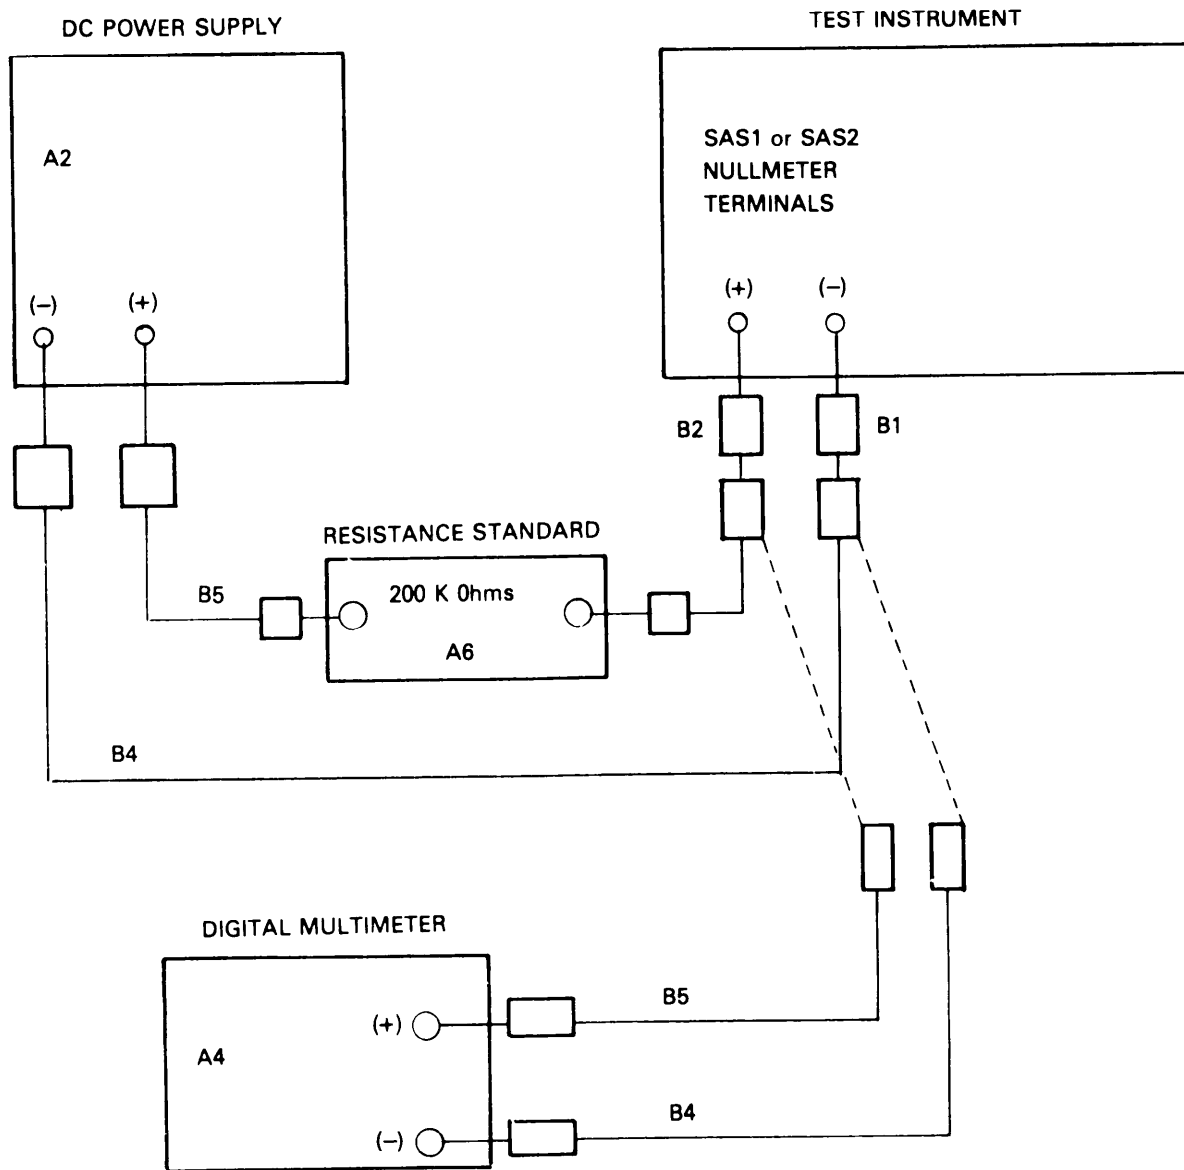 DC POWER SUPPLY
TEST INSTRUMENT
A2
SAS1 or SAS2
NULLMETER
TERMINALS
(-)
(+)
(+)
(-)
B2
B1
RESISTANCE STANDARD
B5
200 K Ohms
A6
B4
DIGITAL MULTIMETER
(+)
B5
A4
B4
(-)